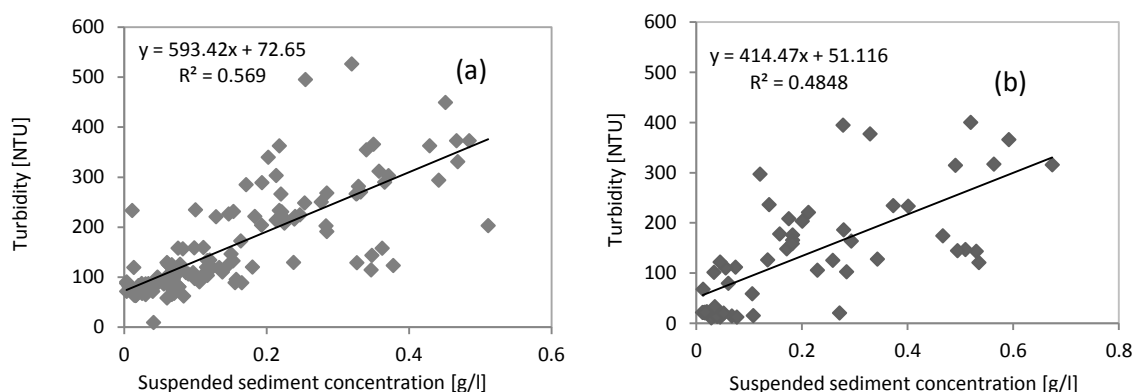 600
500
400
300
200
100
0
Turbidity [NTU]
y = 593.42x + 72.65
R² = 0.569
(a)
0 0.2 0.4 0.6
Suspended sediment concentration [g/l]
600
500
400
300
200
100
0
Turbidity [NTU]
y = 414.47x + 51.116
R² = 0.4848
(b)
0 0.2 0.4 0.6 0.8
Suspended sediment concentration [g/l]